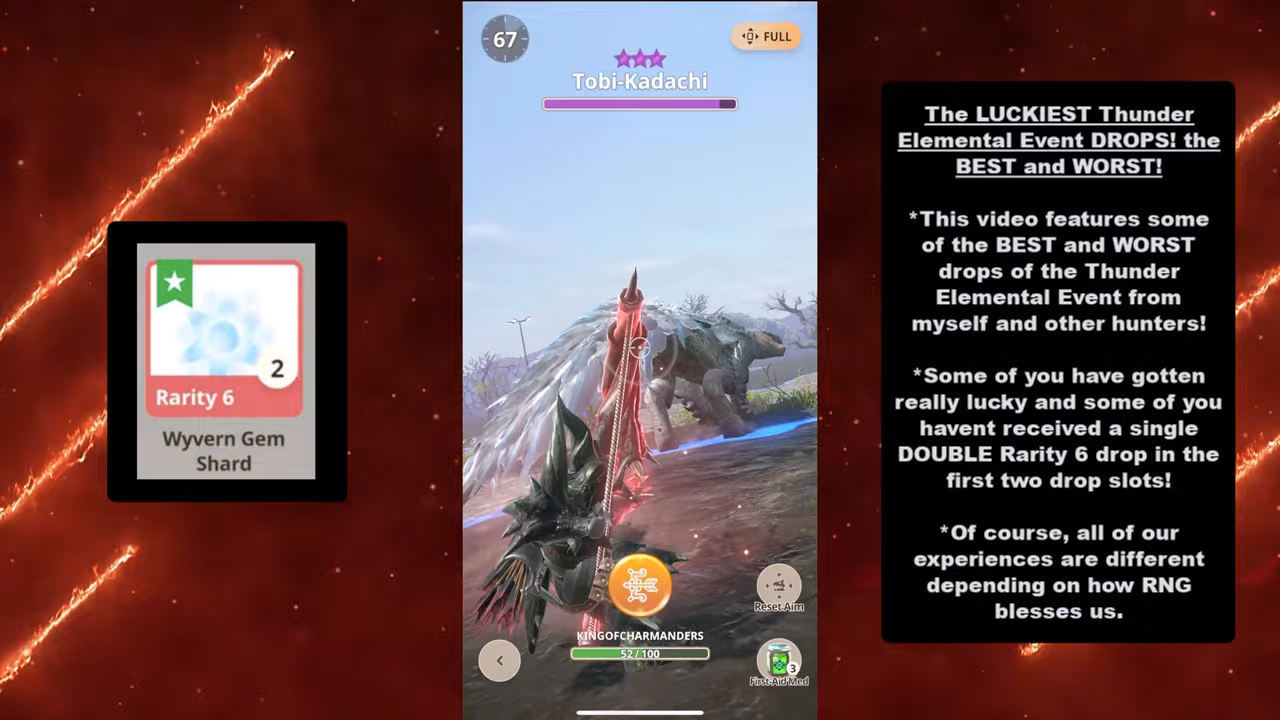 67
FULL
Tobi-Kadachi
2
Rarity 6
Wyvern Gem
Shard
Reset Aim
KINGOFCHARMANDERS
52/100
3
First-Aid Med
The LUCKIEST Thunder
Elemental Event DROPS! the
BEST and WORST!
*This video features some
of the BEST and WORST
drops of the Thunder
Elemental Event from
myself and other hunters!
*Some of you have gotten
really lucky and some of you
havent received a single
DOUBLE Rarity 6 drop in the
first two drop slots!
*Of course, all of our
experiences are different
depending on how RNG
blesses us.